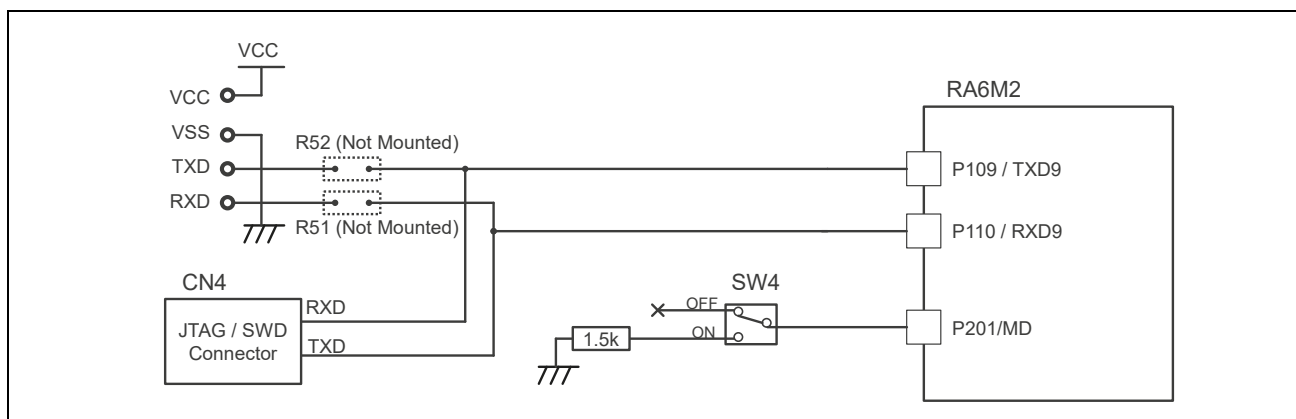 VCC
VCC
VSS
TXD
RXD
R52 (Not Mounted)
R51 (Not Mounted)
CN4
JTAG / SWD
Connector
RXD
TXD
SW4
OFF
ON
1.5k
RA6M2
P109 / TXD9
P110 / RXD9
P201/MD